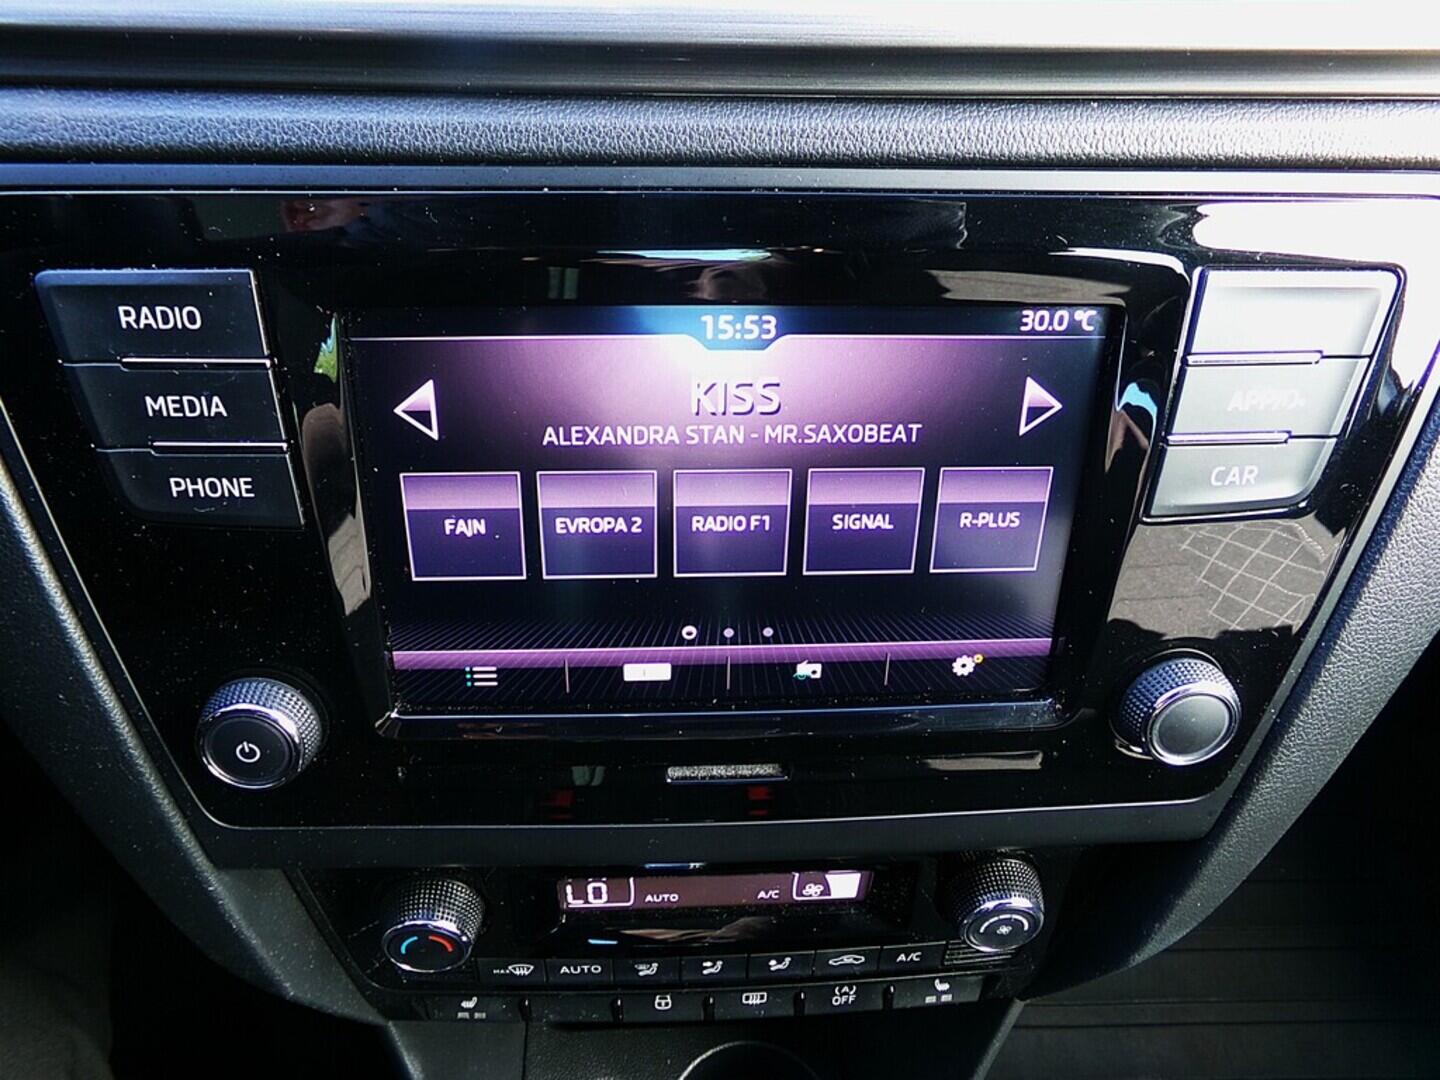 RADIO
MEDIA
PHONE
15:53
30.0 °C
KISS
ALEXANDRA STAN - MR.SAXOBEAT
FAJN
EVROPA 2
RADIO F1
SIGNAL
R-PLUS
CAR
LO
AUTO
A/C
MAX
AUTO
A/C
(A)
OFF